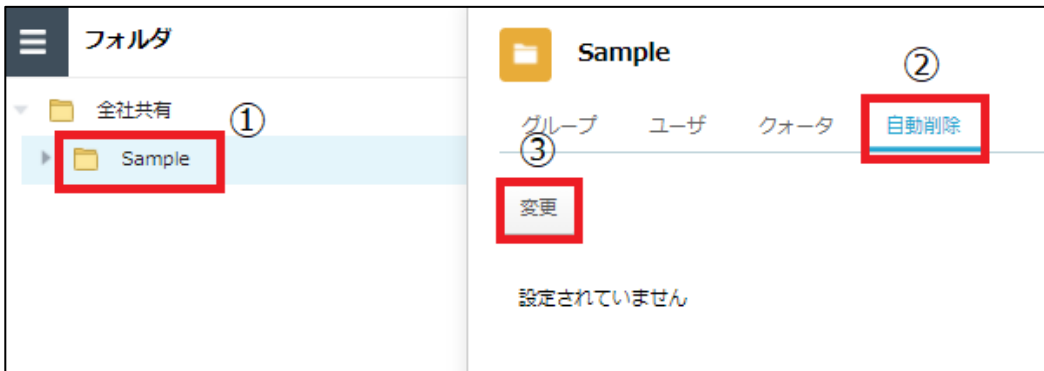 フォルダ
全社共有
①
Sample
Sample
②
グループ ユーザ クォータ 自動削除
③
変更
設定されていません